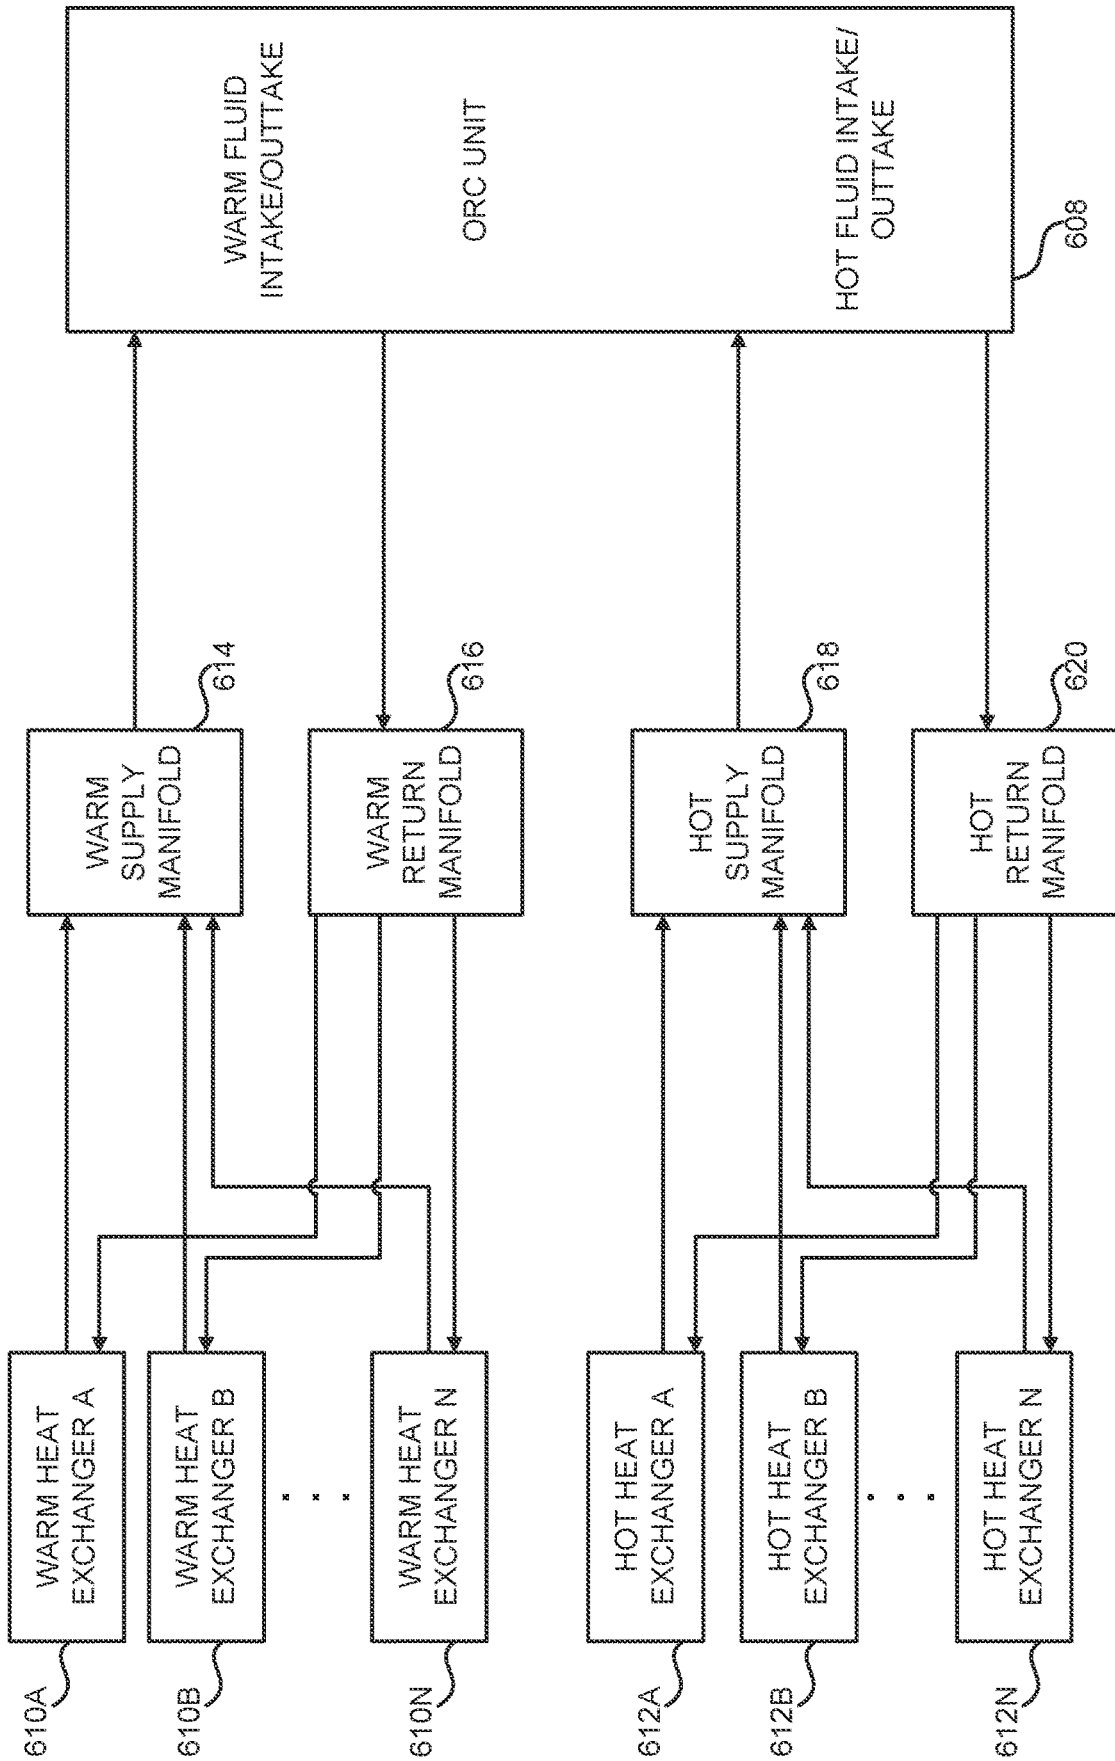 610A
WARM HEAT
EXCHANGER A
610B
WARM HEAT
EXCHANGER B
610N
WARM HEAT
EXCHANGER N
612A
HOT HEAT
EXCHANGER A
612B
HOT HEAT
EXCHANGER B
612N
HOT HEAT
EXCHANGER N
WARM
SUPPLY
MANIFOLD
614
WARM
RETURN
MANIFOLD
616
HOT
SUPPLY
MANIFOLD
618
HOT
RETURN
MANIFOLD
620
WARM FLUID
INTAKE/OUTTAKE
ORC UNIT
HOT FLUID INTAKE/
OUTTAKE
608